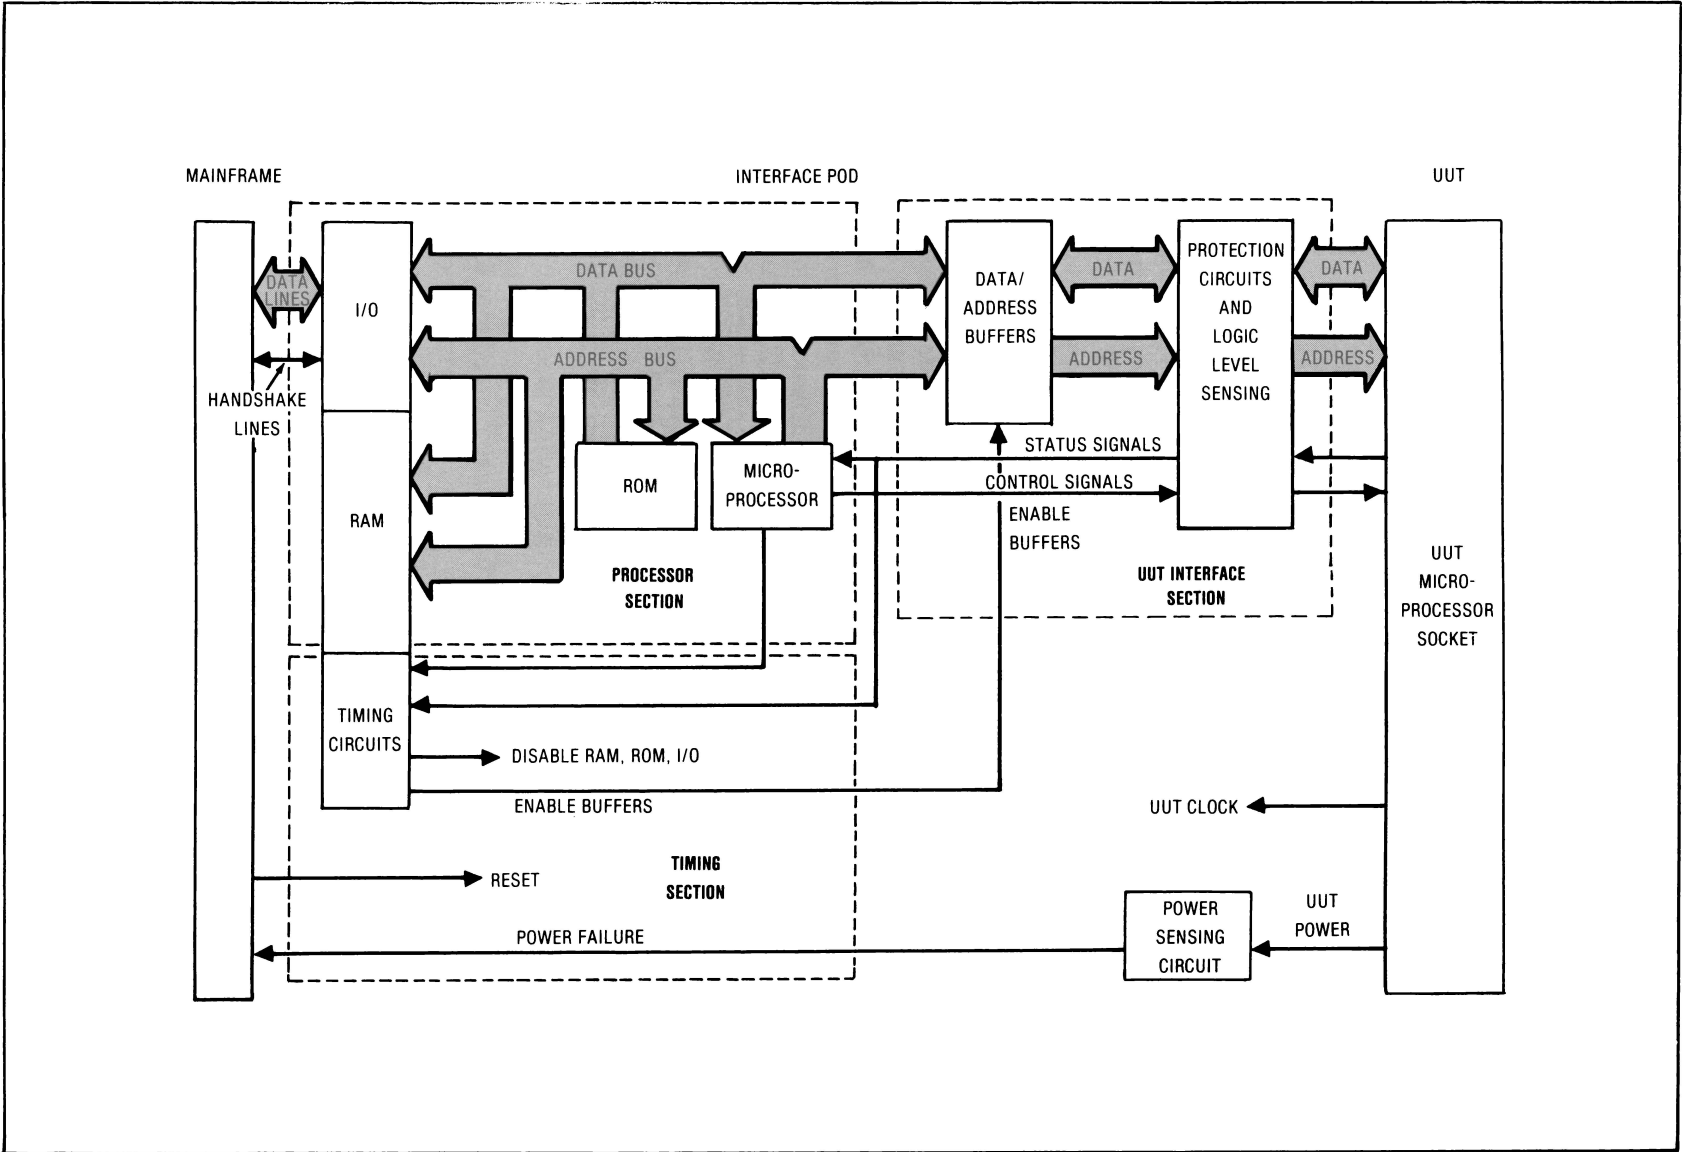 MAINFRAME
INTERFACE POD
UUT
DATA
LINES
HANDSHAKE
LINES
I/O
RAM
TIMING
CIRCUITS
DATA BUS
ADDRESS BUS
ROM
MICRO-
PROCESSOR
PROCESSOR
SECTION
DATA/
ADDRESS
BUFFERS
DATA
ADDRESS
PROTECTION
CIRCUITS
AND
LOGIC
LEVEL
SENSING
DATA
ADDRESS
STATUS SIGNALS
CONTROL SIGNALS
ENABLE
BUFFERS
UUT INTERFACE
SECTION
UUT
MICRO-
PROCESSOR
SOCKET
DISABLE RAM, ROM, I/O
ENABLE BUFFERS
UUT CLOCK
RESET
TIMING
SECTION
POWER FAILURE
POWER
SENSING
CIRCUIT
UUT
POWER